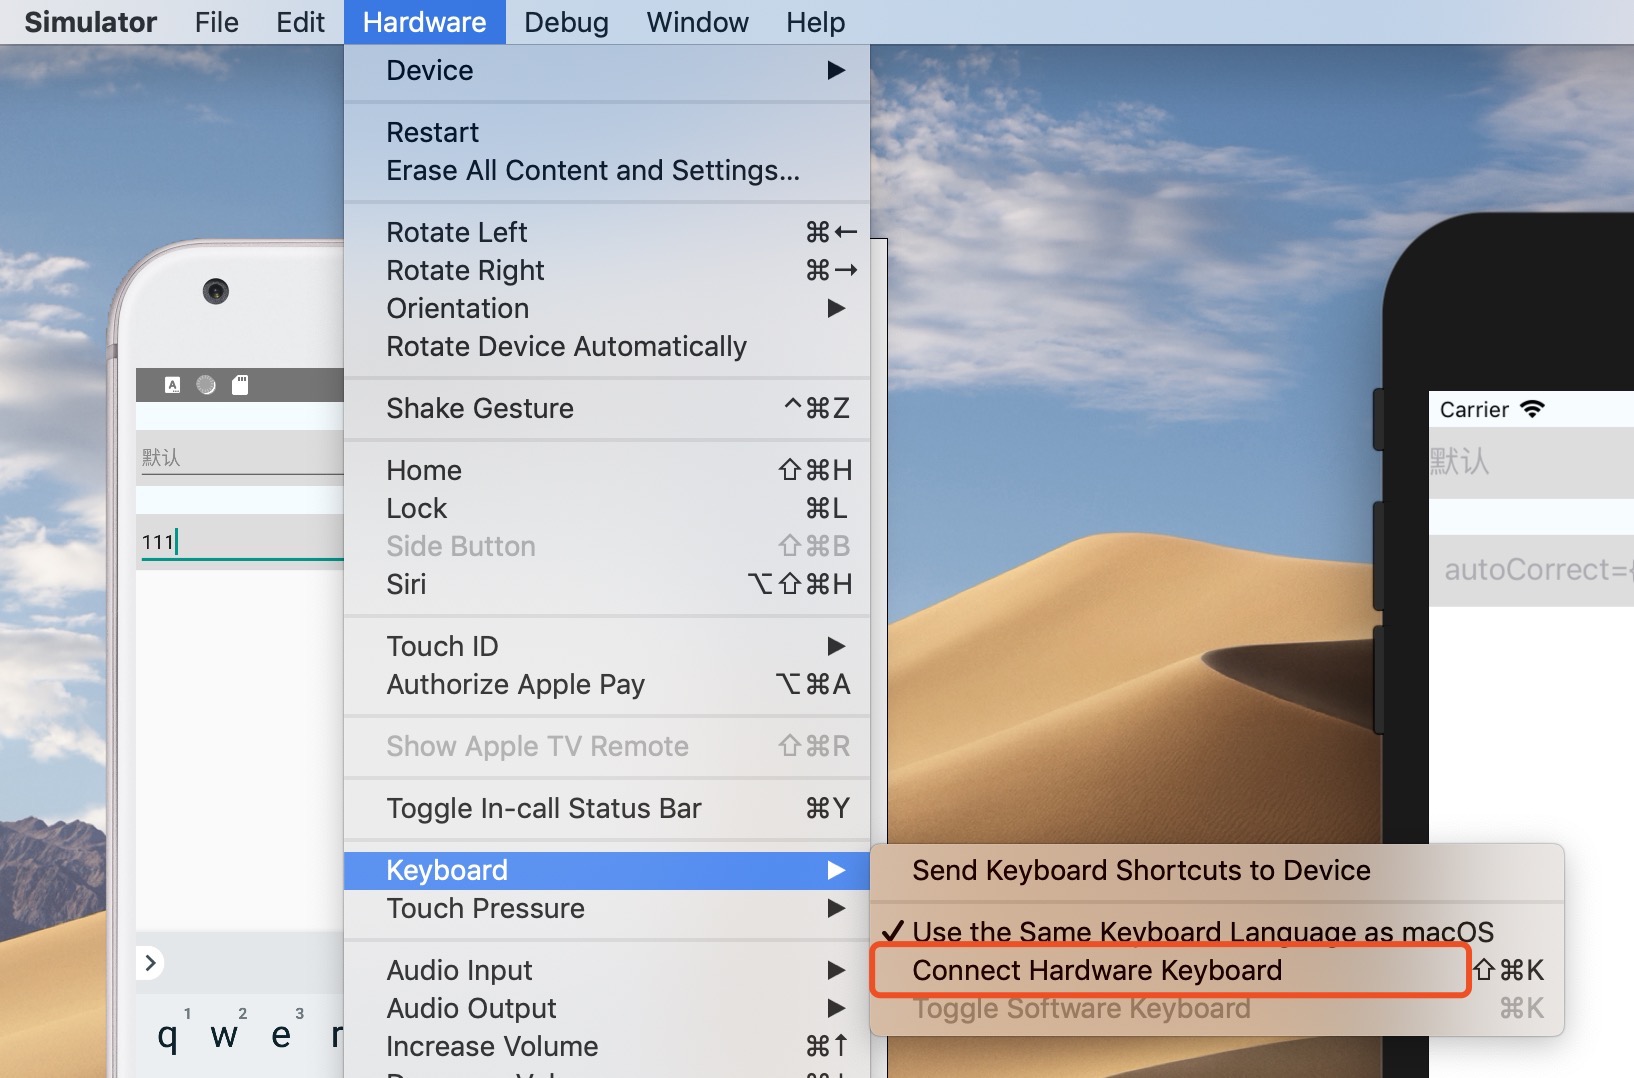 Simulator File Edit Hardware Debug Window Help
Device ▶
Restart
Erase All Content and Settings...
Rotate Left ⌘←
Rotate Right ⌘→
Orientation ▶
Rotate Device Automatically
Shake Gesture ^⌘Z
Home ⇧⌘H
Lock ⌘L
Side Button ⇧⌘B
Siri ⌥⇧⌘H
Touch ID ▶
Authorize Apple Pay ⌥⌘A
Show Apple TV Remote ⇧⌘R
Toggle In-call Status Bar ⌘Y
Keyboard ▶
Touch Pressure ▶
Audio Input ▶
Audio Output ▶
Increase Volume ⌘↑
Send Keyboard Shortcuts to Device
✓ Use the Same Keyboard Language as macOS
Connect Hardware Keyboard ⇧⌘K
Toggle Software Keyboard ⌘K
A
默认
111
1 2 3
q w e r
Carrier
默认
autoCorrect={